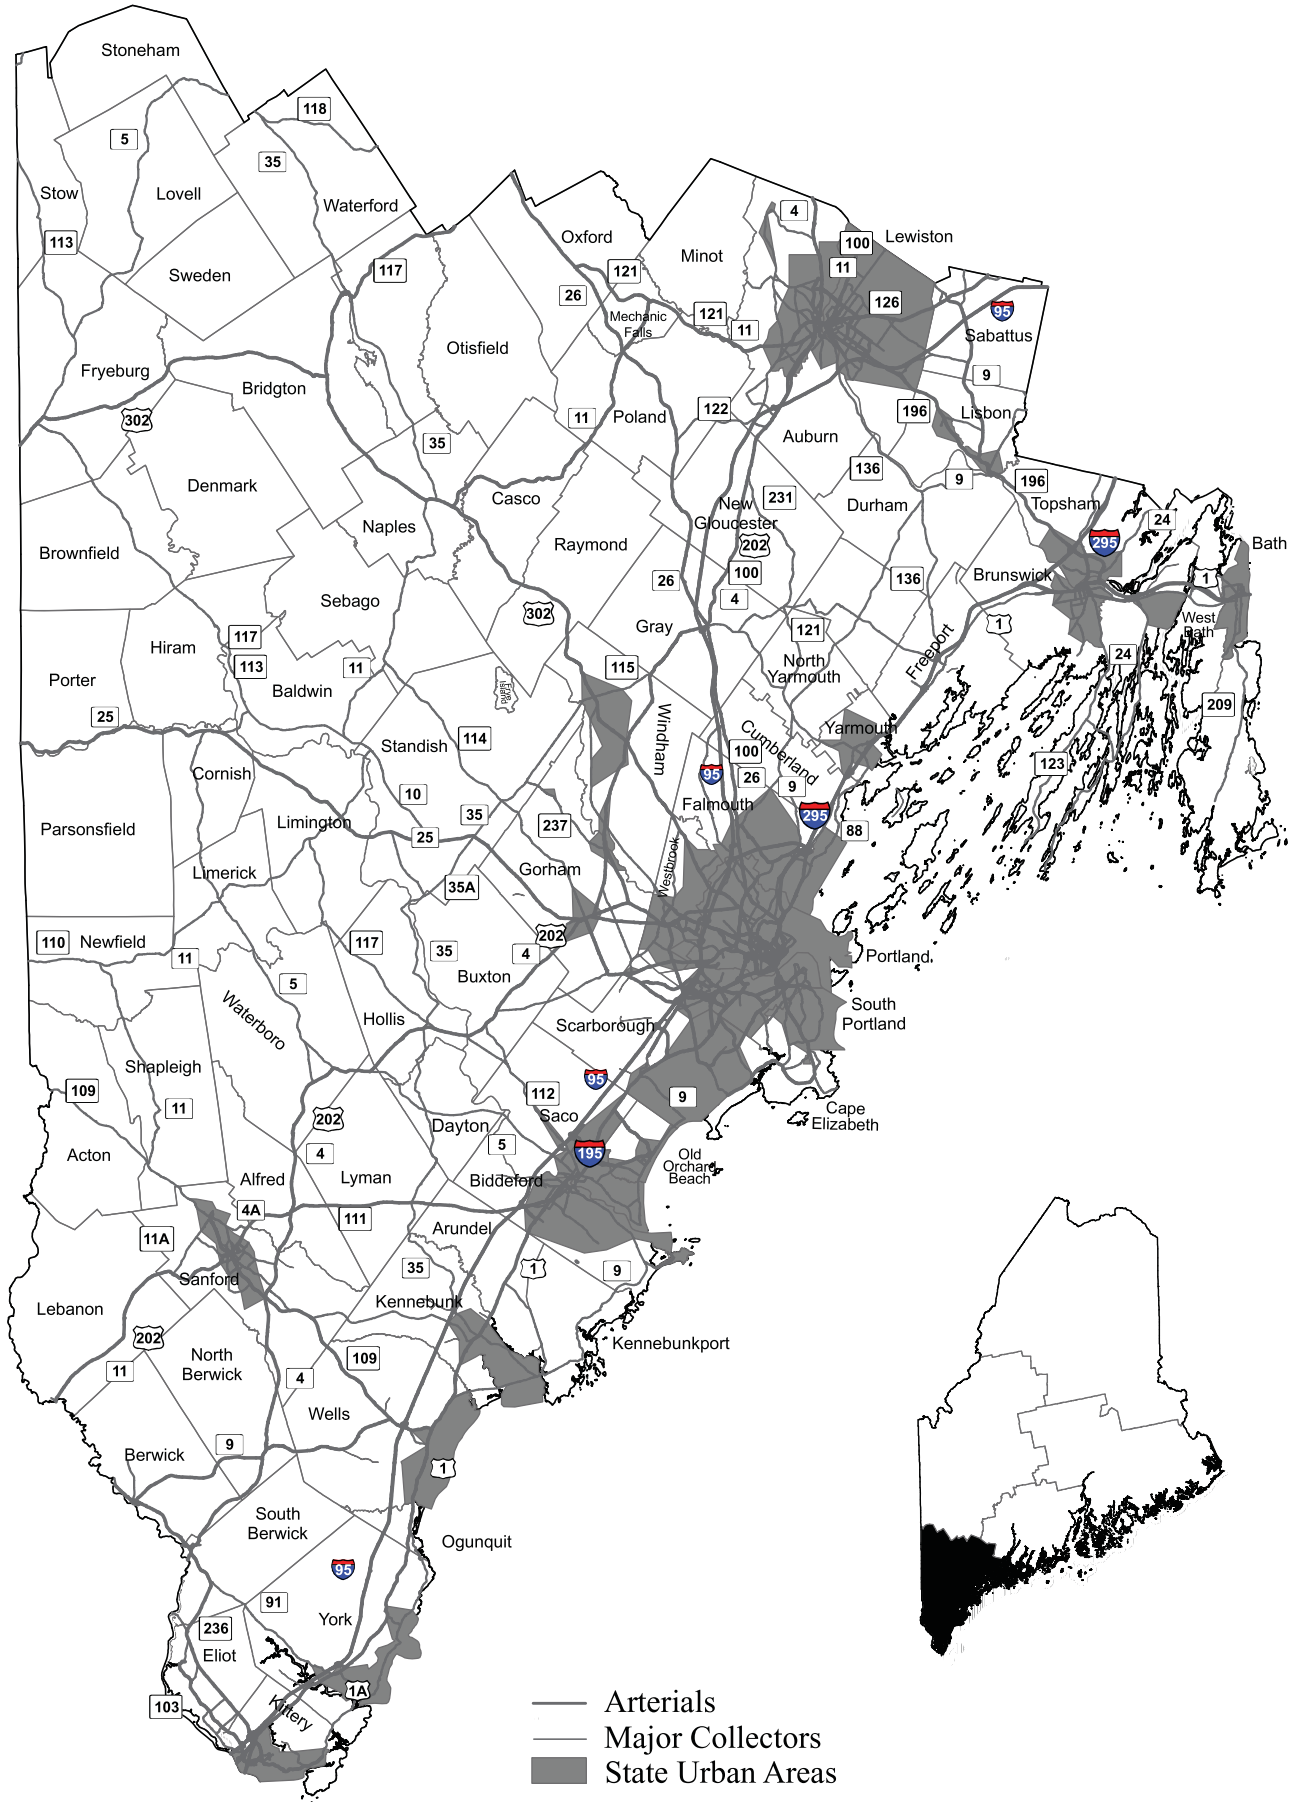 Stoneham
118
5
35
Stow
Lovell
Waterford
4
113
Sweden
117
Oxford
121
Minot
100
Lewiston
11
26
126
Mechanic
Falls
121
11
95
Sabattus
Otisfield
Fryeburg
Bridgton
9
302
11
Poland
122
196
Lisbon
35
Auburn
136
9
196
Denmark
Casco
New
Gloucester
231
Durham
Topsham
24
Naples
202
295
Bath
Brownfield
Raymond
26
100
136
Brunswick
1
Sebago
302
4
Gray
121
1
West
Bath
117
Hiram
113
11
115
North
Yarmouth
Freeport
24
Porter
Baldwin
Frye
Island
209
25
Standish
114
Windham
Yarmouth
100
Cumberland
123
Cornish
95
26
9
10
Falmouth
295
Parsonsfield
Limington
35
237
88
25
Limerick
Gorham
Westbrook
35A
110
Newfield
117
202
11
35
4
Portland
5
Buxton
Waterboro
Hollis
Scarborough
South
Portland
Shapleigh
95
109
112
9
11
202
Saco
Cape
Elizabeth
Dayton
4
5
195
Old
Orchard
Beach
Acton
Alfred
Lyman
Biddeford
4A
111
Arundel
11A
35
1
9
Sanford
Kennebunk
Lebanon
202
Kennebunkport
North
Berwick
109
11
4
Wells
9
Berwick
1
South
Berwick
Ogunquit
95
91
York
236
Eliot
1A
103
Kittery
Arterials
Major Collectors
State Urban Areas